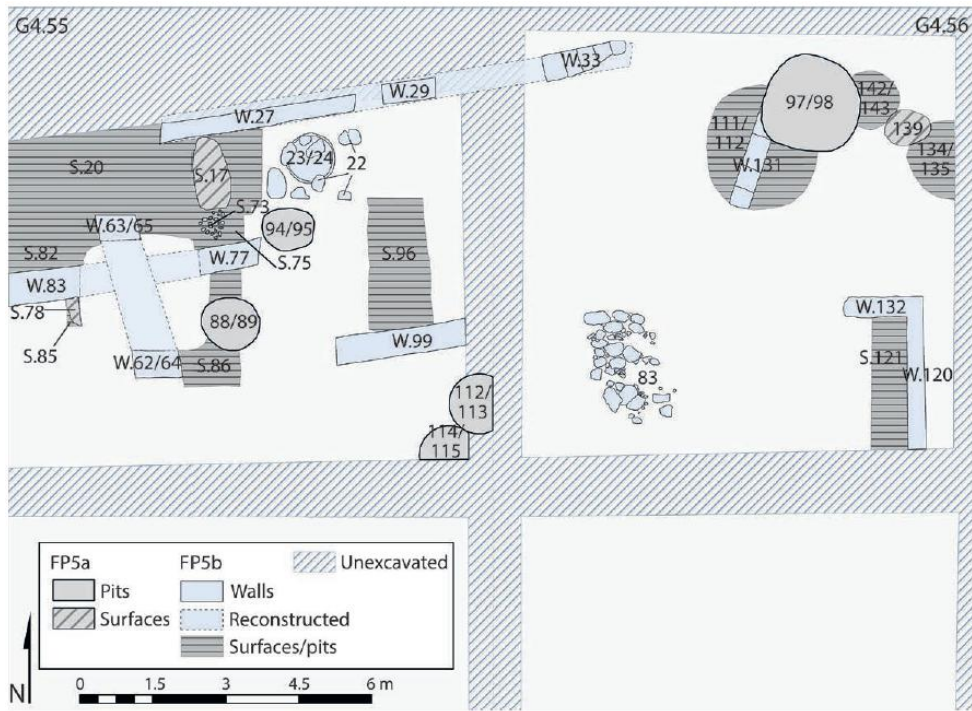 G4.55
G4.56
W.33
W.29
W.27
97/98
142/
143
111/
112
139
134/
135
W.131
23/24
22
S.20
S.17
S.73
W.63/65
94/95
S.82
W.77
S.75
S.96
W.83
S.78
88/89
W.132
S.85
W.62/64
S.86
W.99
S.121
W.120
83
112/
113
114/
115
FP5a
FP5b
Unexcavated
Pits
Walls
Surfaces
Reconstructed
Surfaces/pits
N
0
1.5
3
4.5
6 m